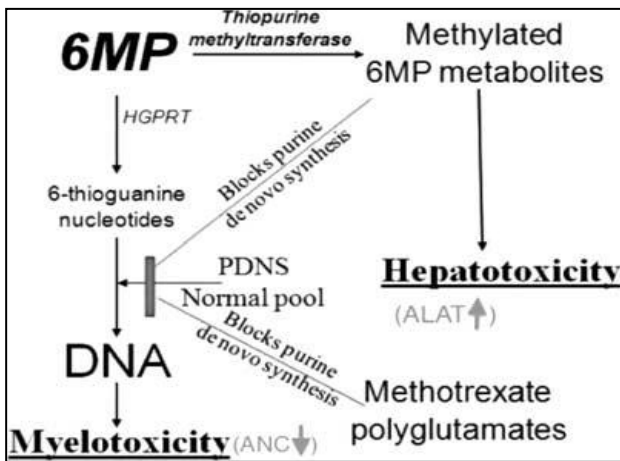 6MP
Thiopurine
methyltransferase
Methylated
6MP metabolites
HGPRT
Blocks purine
de novo synthesis
6-thioguanine
nucleotides
PDNS
Normal pool
Hepatotoxicity
(ALAT↑)
Blocks purine
de novo synthesis
DNA
Methotrexate
polyglutamates
Myelotoxicity (ANC↓)